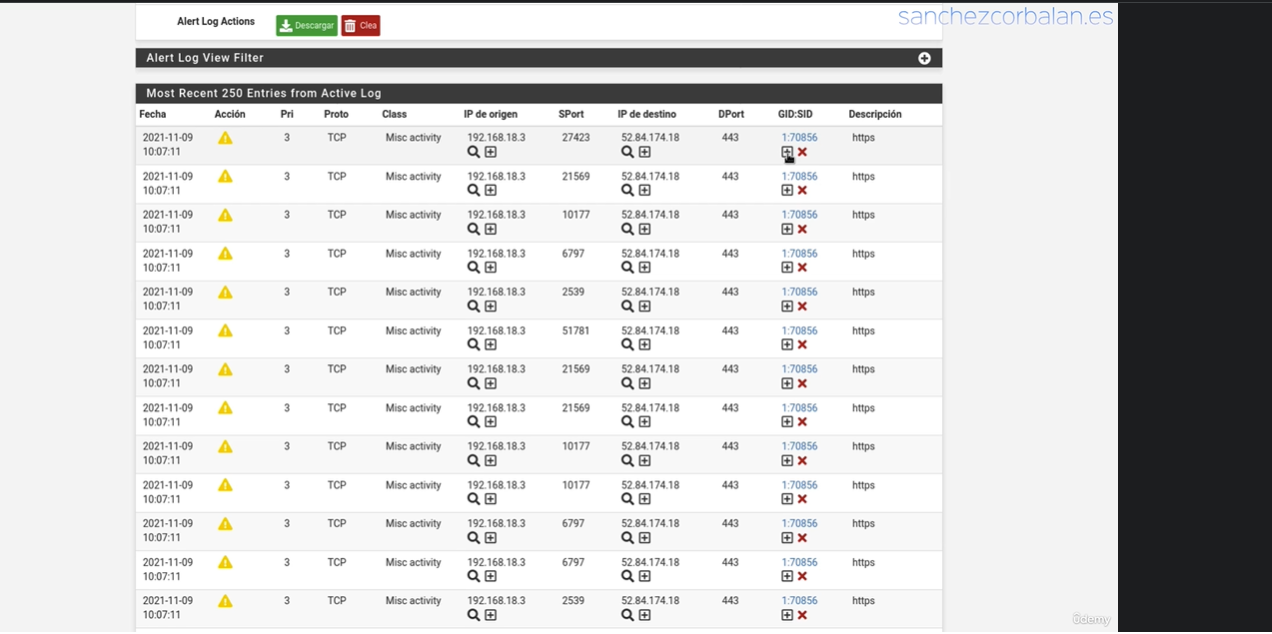 sanchezcorbalan.es
Alert Log Actions Descargar Clea
Alert Log View Filter
Most Recent 250 Entries from Active Log
Fecha Acción Pri Proto Class IP de origen SPort IP de destino DPort GID:SID Descripción
2021-11-09 3 TCP Misc activity 192.168.18.3 27423 52.84.174.18 443 1:70856 https
10:07:11
2021-11-09 3 TCP Misc activity 192.168.18.3 21569 52.84.174.18 443 1:70856 https
10:07:11
2021-11-09 3 TCP Misc activity 192.168.18.3 10177 52.84.174.18 443 1:70856 https
10:07:11
2021-11-09 3 TCP Misc activity 192.168.18.3 6797 52.84.174.18 443 1:70856 https
10:07:11
2021-11-09 3 TCP Misc activity 192.168.18.3 2539 52.84.174.18 443 1:70856 https
10:07:11
2021-11-09 3 TCP Misc activity 192.168.18.3 51781 52.84.174.18 443 1:70856 https
10:07:11
2021-11-09 3 TCP Misc activity 192.168.18.3 21569 52.84.174.18 443 1:70856 https
10:07:11
2021-11-09 3 TCP Misc activity 192.168.18.3 21569 52.84.174.18 443 1:70856 https
10:07:11
2021-11-09 3 TCP Misc activity 192.168.18.3 10177 52.84.174.18 443 1:70856 https
10:07:11
2021-11-09 3 TCP Misc activity 192.168.18.3 10177 52.84.174.18 443 1:70856 https
10:07:11
2021-11-09 3 TCP Misc activity 192.168.18.3 6797 52.84.174.18 443 1:70856 https
10:07:11
2021-11-09 3 TCP Misc activity 192.168.18.3 6797 52.84.174.18 443 1:70856 https
10:07:11
2021-11-09 3 TCP Misc activity 192.168.18.3 2539 52.84.174.18 443 1:70856 https
10:07:11
ûdemy